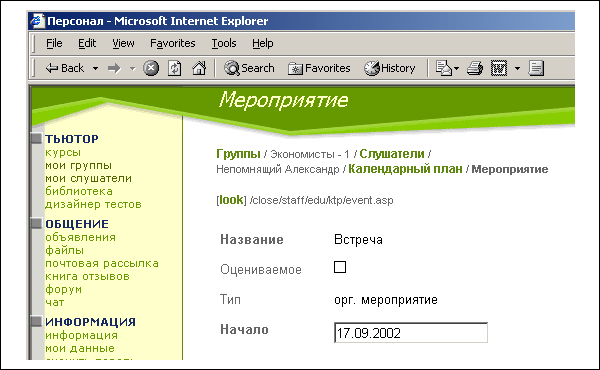 Персонал - Microsoft Internet Explorer
File Edit View Favorites Tools Help
Back Search Favorites History
Мероприятие
ТЬЮТОР
курсы
мои группы
мои слушатели
библиотека
дизайнер тестов
ОБЩЕНИЕ
объявления
файлы
почтовая рассылка
книга отзывов
форум
чат
ИНФОРМАЦИЯ
информация
мои данные
Группы / Экономисты - 1 / Слушатели /
Непомнящий Александр / Календарный план / Мероприятие
[look] /close/staff/edu/ktp/event.asp
Название Встреча
Оцениваемое
Тип орг. мероприятие
Начало 17.09.2002